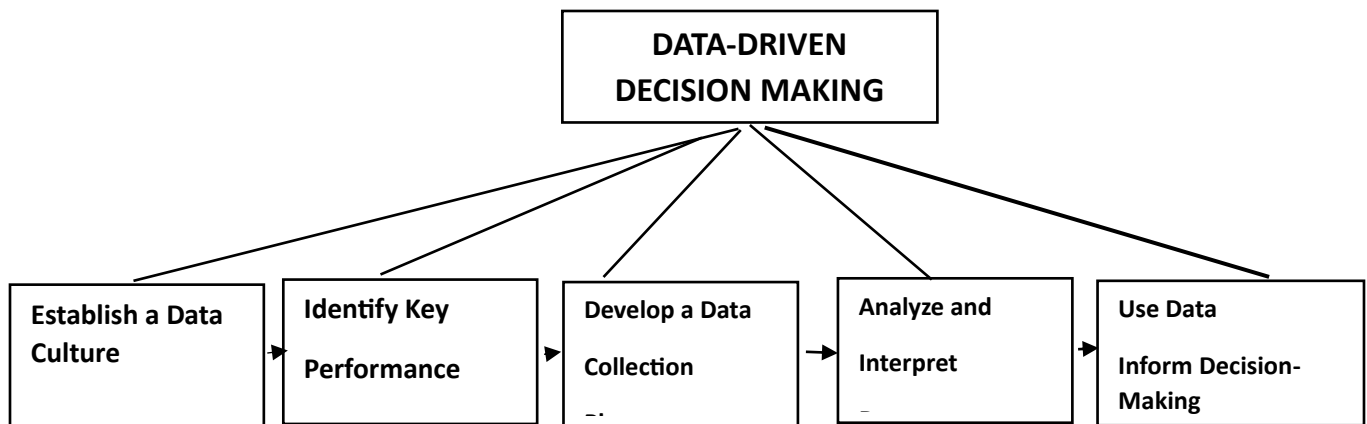 DATA-DRIVEN
DECISION MAKING
Establish a Data
Culture
Identify Key
Performance
Develop a Data
Collection
Analyze and
Interpret
Use Data
Inform Decision-
Making